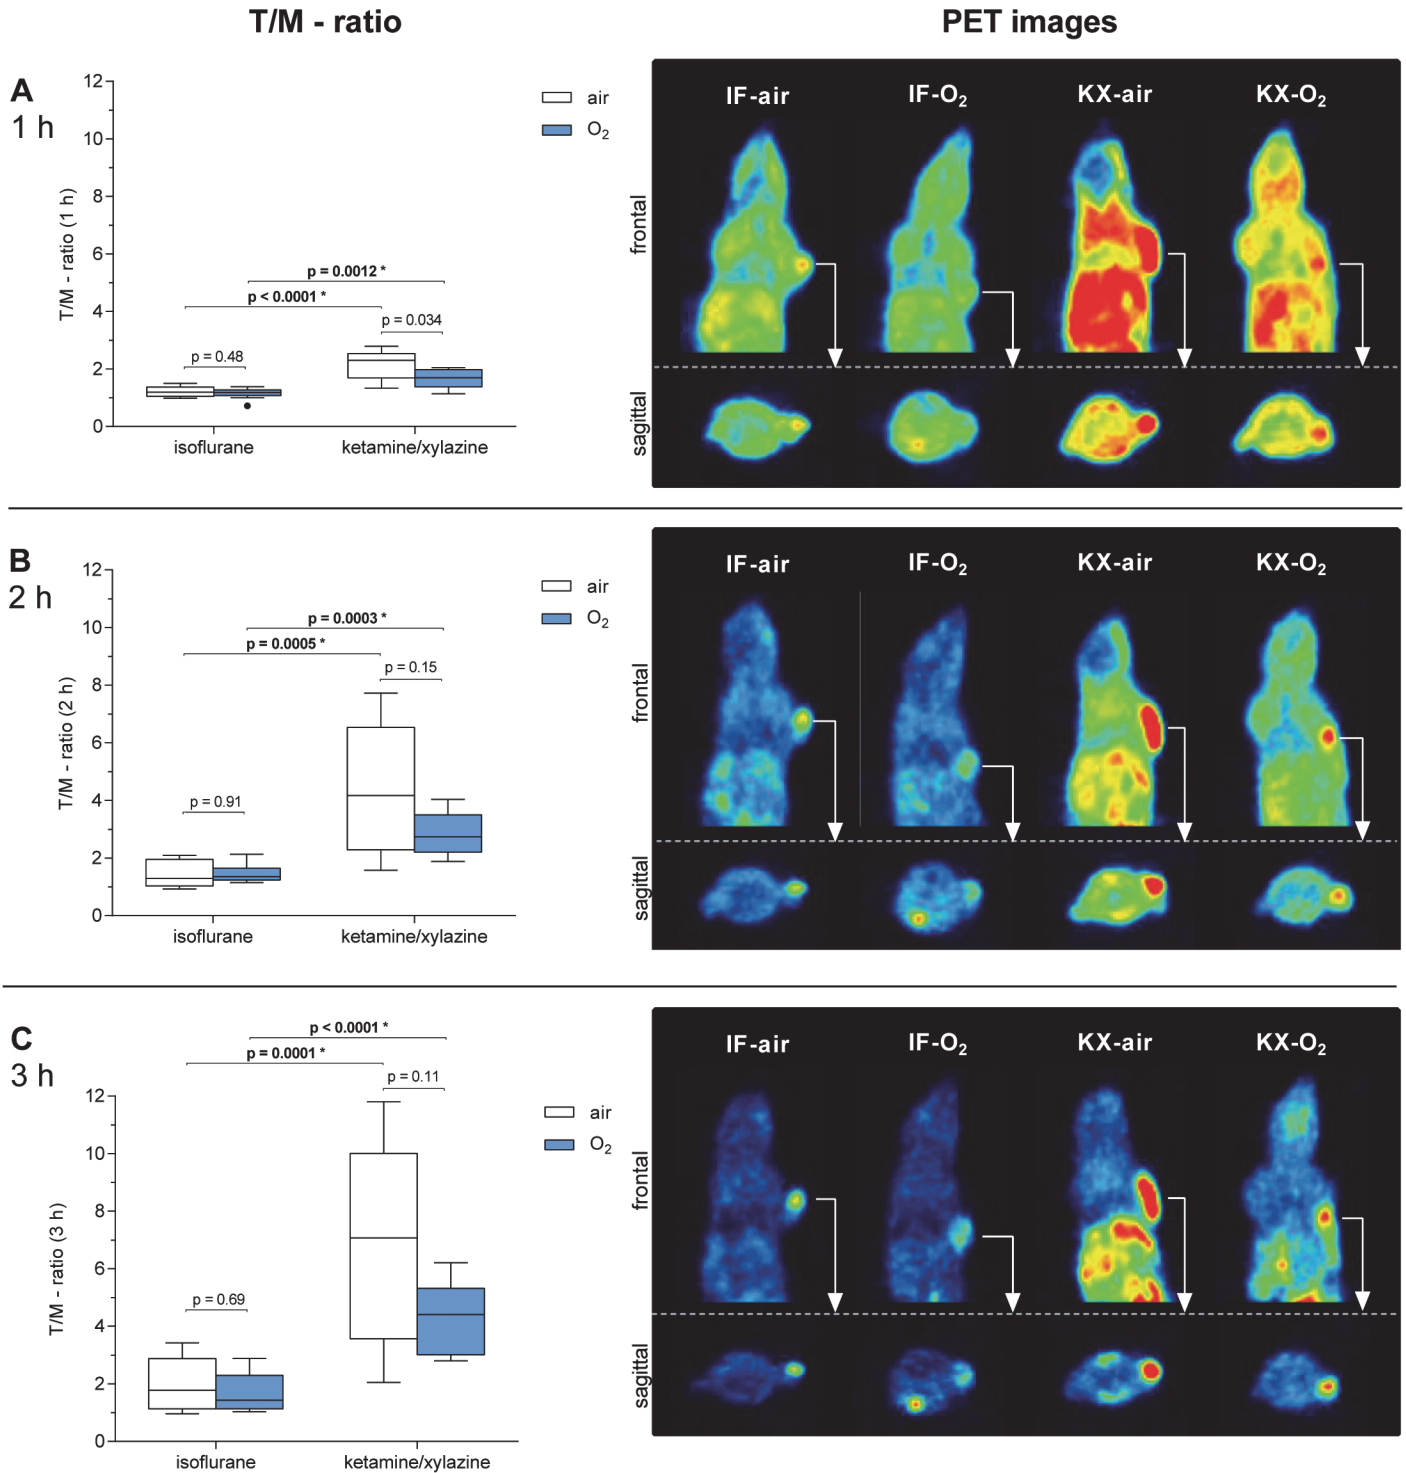 T/M - ratio
PET images
A
1 h
12
10
8
6
4
2
0
T/M - ratio (1 h)
air
O2
p = 0.0012 *
p < 0.0001 *
p = 0.034
p = 0.48
isoflurane
ketamine/xylazine
IF-air
IF-O2
KX-air
KX-O2
frontal
sagittal
B
2 h
12
10
8
6
4
2
0
T/M - ratio (2 h)
air
O2
p = 0.0003 *
p = 0.0005 *
p = 0.15
p = 0.91
isoflurane
ketamine/xylazine
IF-air
IF-O2
KX-air
KX-O2
frontal
sagittal
C
3 h
12
10
8
6
4
2
0
T/M - ratio (3 h)
air
O2
p < 0.0001 *
p = 0.0001 *
p = 0.11
p = 0.69
isoflurane
ketamine/xylazine
IF-air
IF-O2
KX-air
KX-O2
frontal
sagittal